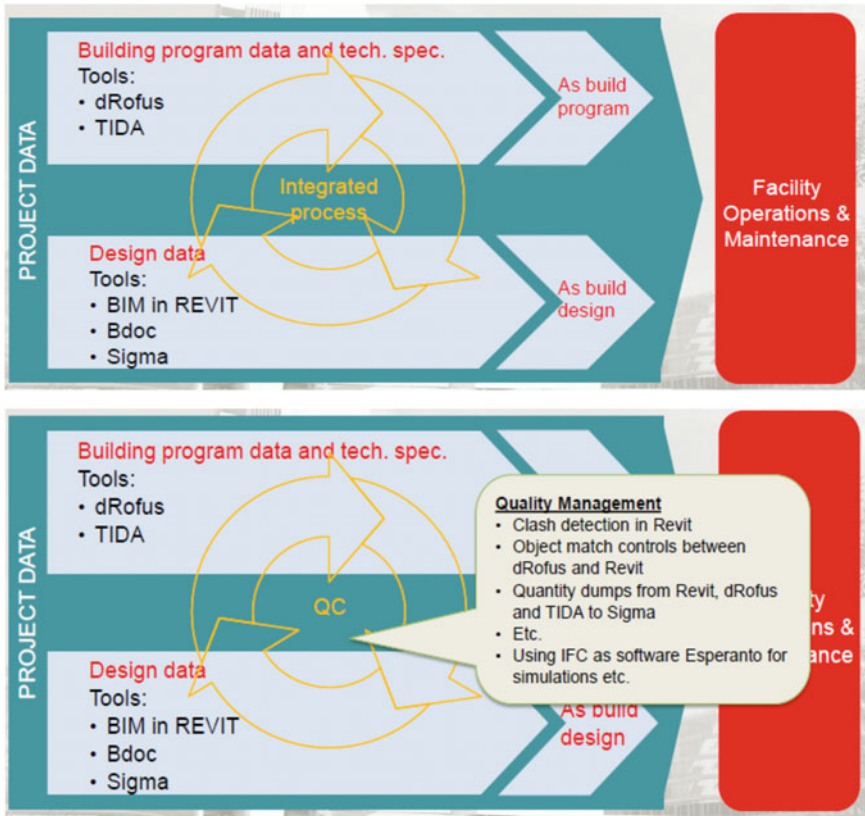 PROJECT DATA
Building program data and tech. spec.
Tools:
• dRofus
• TIDA
As build
program
Integrated
process
Design data
Tools:
• BIM in REVIT
• Bdoc
• Sigma
As build
design
Facility
Operations &
Maintenance
PROJECT DATA
Building program data and tech. spec.
Tools:
• dRofus
• TIDA
QC
Quality Management
• Clash detection in Revit
• Object match controls between
dRofus and Revit
• Quantity dumps from Revit, dRofus
and TIDA to Sigma
• Etc.
• Using IFC as software Esperanto for
simulations etc.
Design data
Tools:
• BIM in REVIT
• Bdoc
• Sigma
As build
design
ty
ns &
ance